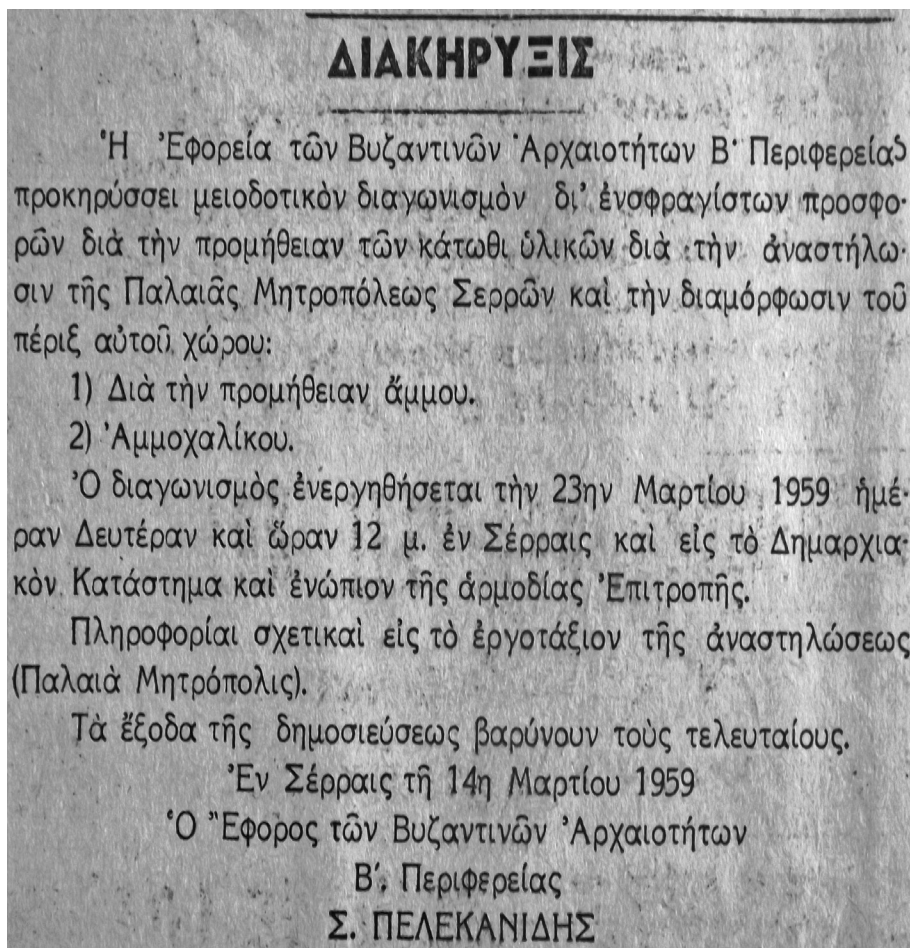 ΔΙΑΚΗΡΥΞΙΣ
Ἡ Ἐφορεία τῶν Βυζαντινῶν Ἀρχαιοτήτων Β΄ Περιφερείας
προκηρύσσει μειοδοτικὸν διαγωνισμὸν δι᾽ ἐνσφραγίστων προσφο-
ρῶν διὰ τὴν προμήθειαν τῶν κάτωθι ὑλικῶν διὰ τὴν ἀναστήλω-
σιν τῆς Παλαιᾶς Μητροπόλεως Σερρῶν καὶ τὴν διαμόρφωσιν τοῦ
πέριξ αὐτοῦ χώρου:
1) Διὰ τὴν προμήθειαν ἄμμου.
2) Ἀμμοχαλίκου.
Ὁ διαγωνισμὸς ἐνεργηθήσεται τὴν 23ην Μαρτίου 1959 ἡμέ-
ραν Δευτέραν καὶ ὥραν 12 μ. ἐν Σέρραις καὶ εἰς τὸ Δημαρχια-
κὸν Κατάστημα καὶ ἐνώπιον τῆς ἁρμοδίας Ἐπιτροπῆς.
Πληροφορίαι σχετικαὶ εἰς τὸ ἐργοτάξιον τῆς ἀναστηλώσεως
(Παλαιὰ Μητρόπολις).
Τὰ ἔξοδα τῆς δημοσιεύσεως βαρύνουν τοὺς τελευταίους.
Ἐν Σέρραις τῇ 14η Μαρτίου 1959
Ὁ Ἔφορος τῶν Βυζαντινῶν Ἀρχαιοτήτων
Β΄. Περιφερείας
Σ. ΠΕΛΕΚΑΝΙΔΗΣ